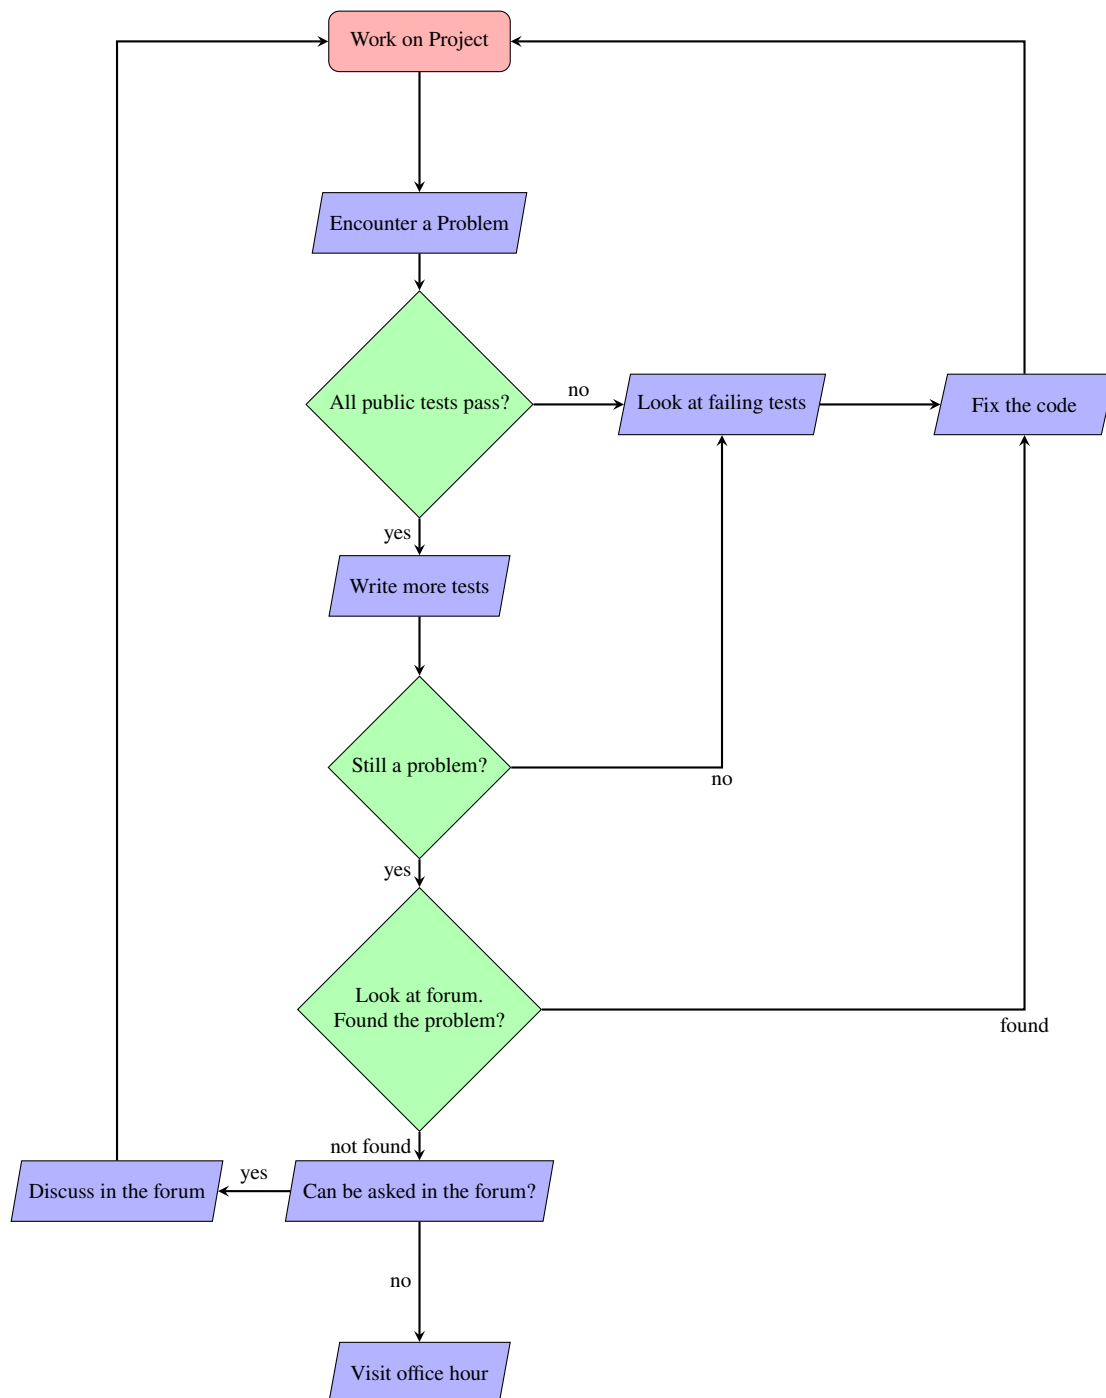 Work on Project
Encounter a Problem
All public tests pass?
no
Look at failing tests
Fix the code
yes
Write more tests
Still a problem?
no
yes
Look at forum.
Found the problem?
found
not found
Discuss in the forum
yes
Can be asked in the forum?
no
Visit office hour